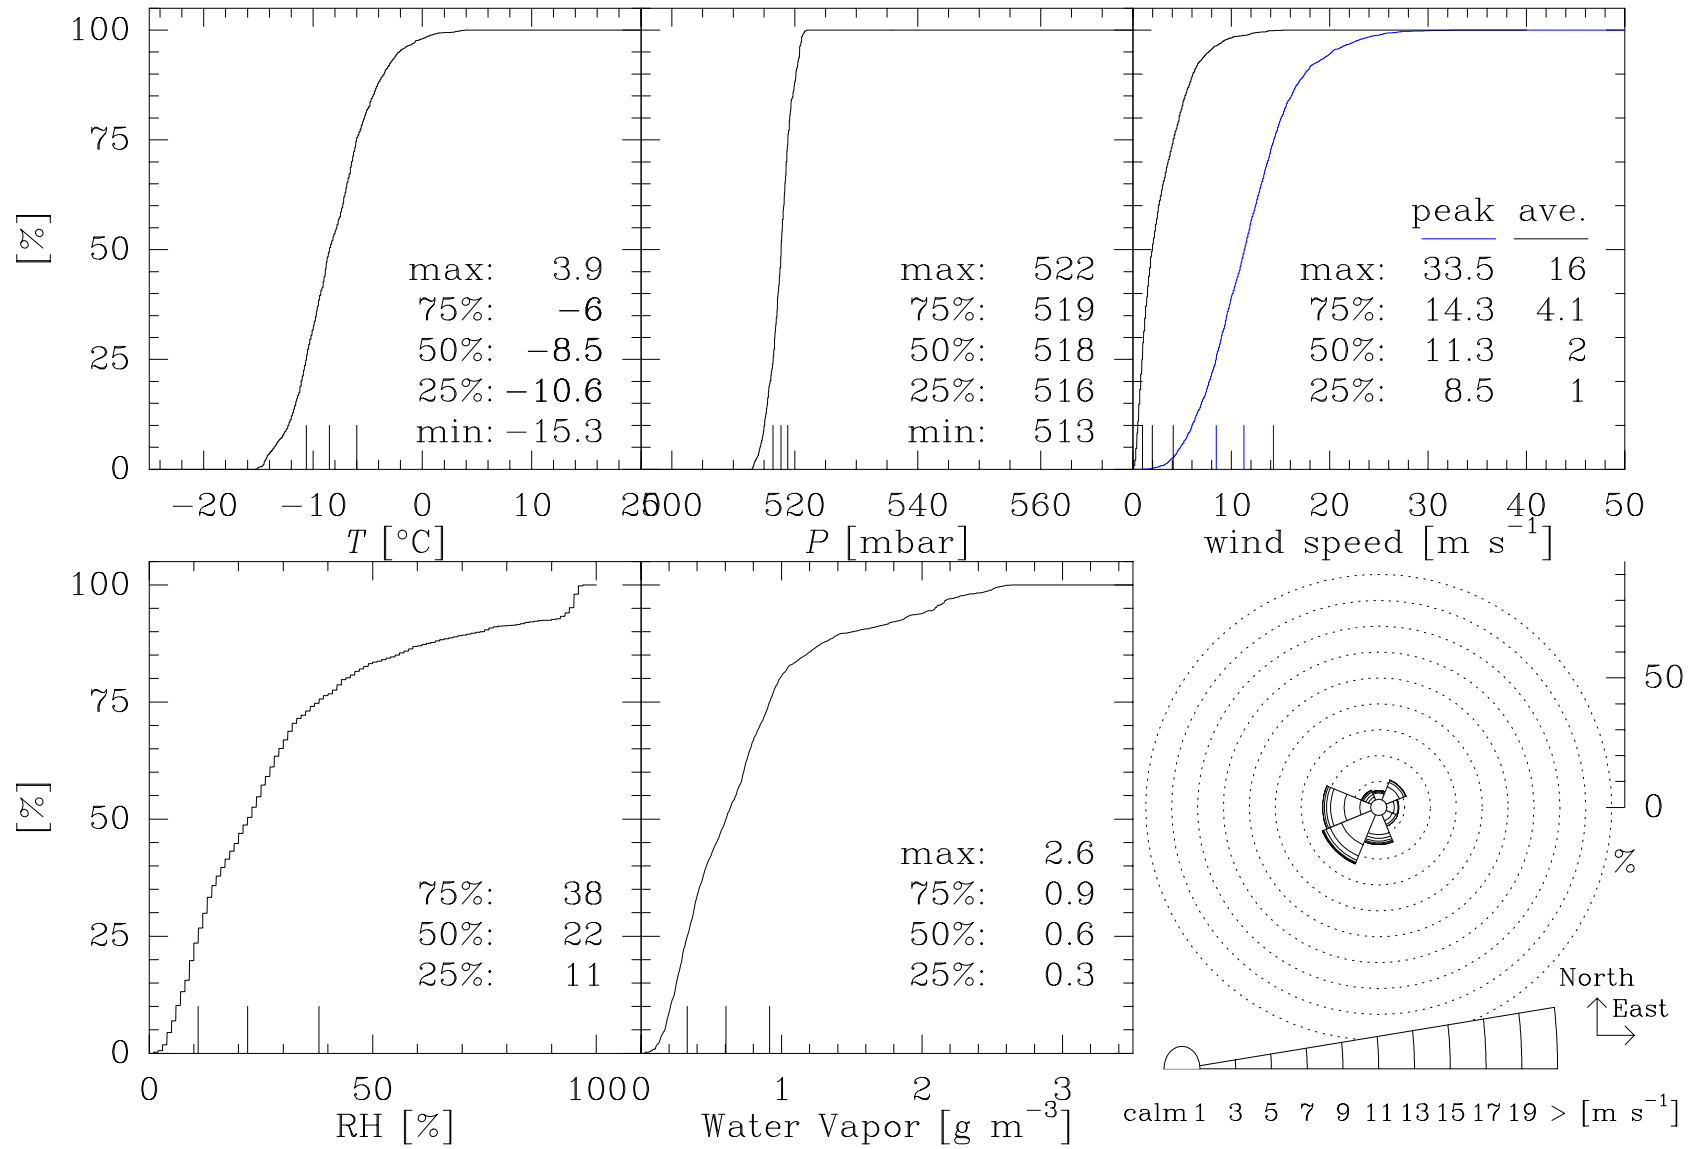 100
75
50
25
0
[%]
max: 3.9
75%: −6
50%: −8.5
25%: −10.6
min: −15.3
−20 −10 0 10 20
T [°C]
max: 522
75%: 519
50%: 518
25%: 516
min: 513
500 520 540 560
P [mbar]
peak ave.
max: 33.5 16
75%: 14.3 4.1
50%: 11.3 2
25%: 8.5 1
0 10 20 30 40 50
wind speed [m s⁻¹]
100
75
50
25
0
[%]
75%: 38
50%: 22
25%: 11
0 50 100
RH [%]
max: 2.6
75%: 0.9
50%: 0.6
25%: 0.3
0 1 2 3
Water Vapor [g m⁻³]
50
0
%
North
East
calm 1 3 5 7 9 11 13 15 17 19 > [m s⁻¹]